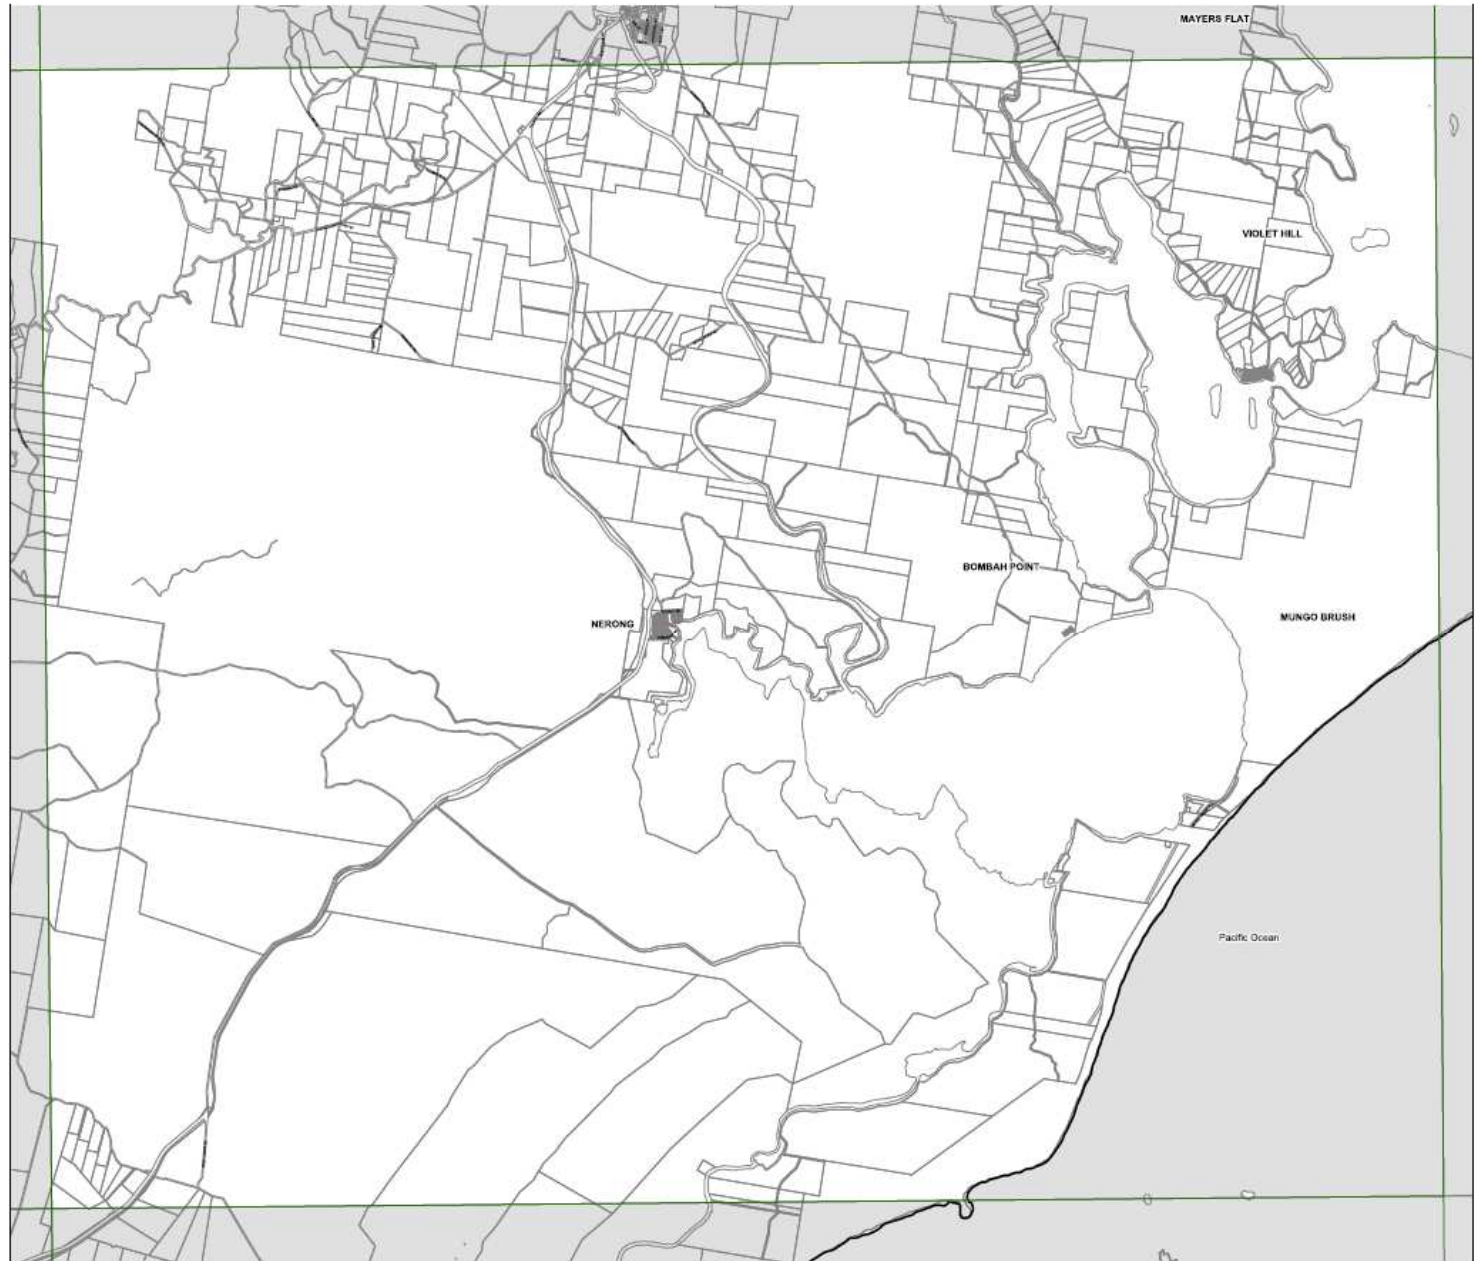 MAYERS FLAT
VIOLET HILL
BOMBAH POINT
NERONG
MUNGO BRUSH
Pacific Ocean